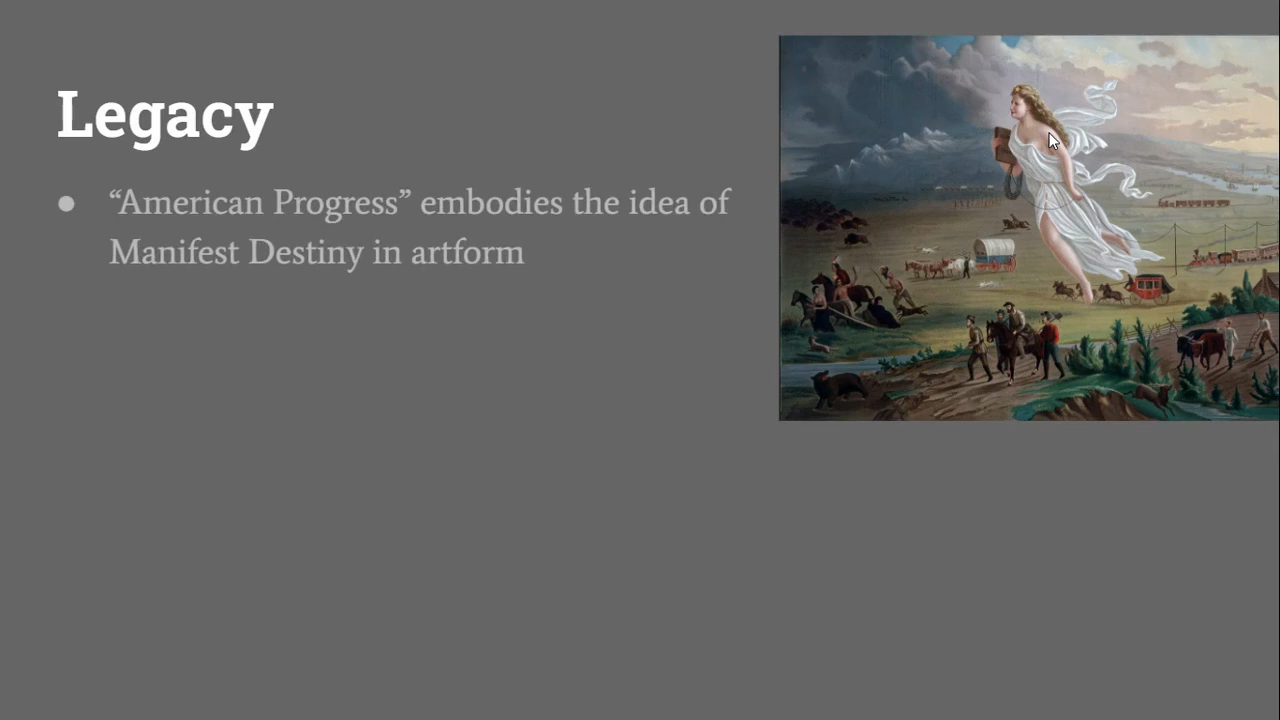 Legacy
● “American Progress” embodies the idea of
Manifest Destiny in artform